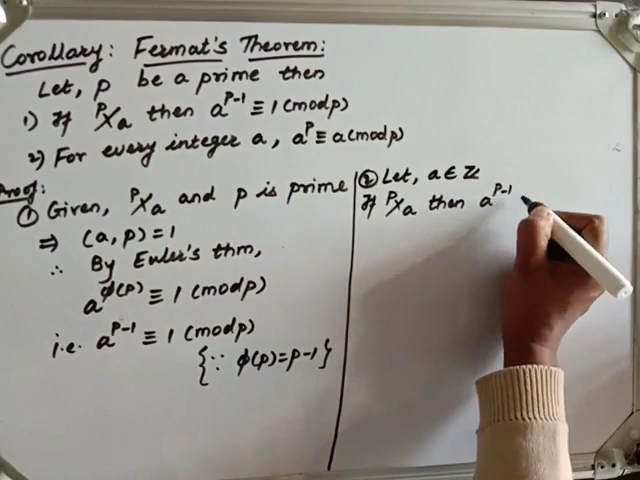 Corollary: Fermat's Theorem:
Let, p be a prime then
1) If p∤a then a^(p-1) ≡ 1 (mod p)
2) For every integer a, a^p ≡ a (mod p)
Proof:
① Given, p∤a and p is prime
⇒ (a, p) = 1
∴ By Euler's thm,
a^(ϕ(p)) ≡ 1 (mod p)
i.e. a^(p-1) ≡ 1 (mod p)
{∵ ϕ(p) = p-1}
② Let, a ∈ ℤ
If p∤a then a^(p-1)